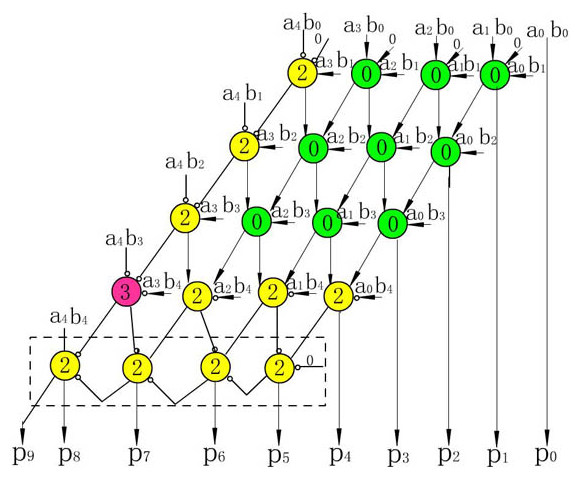 a₄b₀ a₃b₀ a₂b₀ a₁b₀ a₀b₀
0 0 0 0
2 a₃b₁ 0 a₂b₁ 0 a₁b₁ 0 a₀b₁
a₄b₁
2 a₃b₂ 0 a₂b₂ 0 a₁b₂ 0 a₀b₂
a₄b₂
2 a₃b₃ 0 a₂b₃ 0 a₁b₃ 0 a₀b₃
a₄b₃
3 a₃b₄ 2 a₂b₄ 2 a₁b₄ 2 a₀b₄
a₄b₄
2 2 2 2 0
p₉ p₈ p₇ p₆ p₅ p₄ p₃ p₂ p₁ p₀